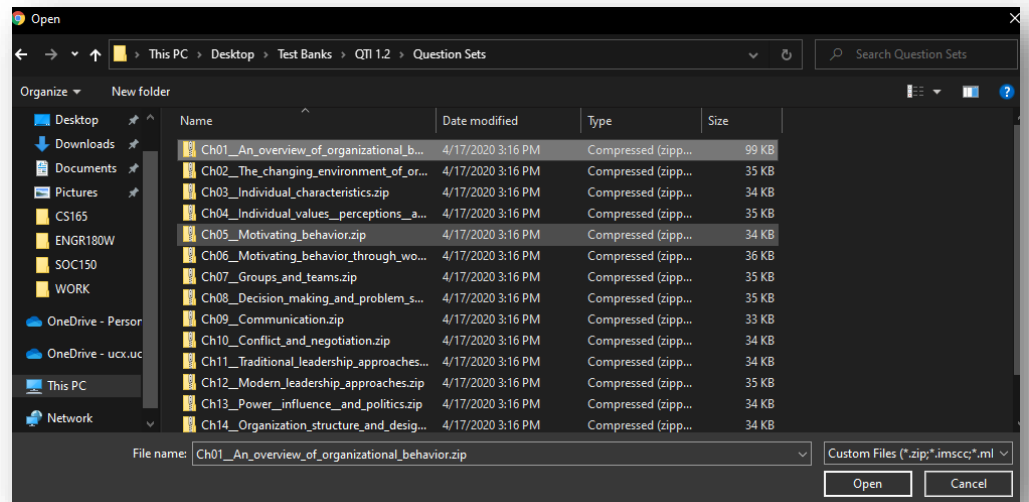 Open
This PC > Desktop > Test Banks > QTI 1.2 > Question Sets
Search Question Sets
Organize
New folder
Name
Date modified
Type
Size
Desktop
Downloads
Documents
Pictures
CS165
ENGR180W
SOC150
WORK
OneDrive - Person
OneDrive - ucx.uc
This PC
Network
Ch01__An_overview_of_organizational_b... 4/17/2020 3:16 PM Compressed (zipp... 99 KB
Ch02__The_changing_environment_of_or... 4/17/2020 3:16 PM Compressed (zipp... 35 KB
Ch03__Individual_characteristics.zip 4/17/2020 3:16 PM Compressed (zipp... 34 KB
Ch04__Individual_values__perceptions__a... 4/17/2020 3:16 PM Compressed (zipp... 35 KB
Ch05__Motivating_behavior.zip 4/17/2020 3:16 PM Compressed (zipp... 34 KB
Ch06__Motivating_behavior_through_wo... 4/17/2020 3:16 PM Compressed (zipp... 36 KB
Ch07__Groups_and_teams.zip 4/17/2020 3:16 PM Compressed (zipp... 35 KB
Ch08__Decision_making_and_problem_s... 4/17/2020 3:16 PM Compressed (zipp... 35 KB
Ch09__Communication.zip 4/17/2020 3:16 PM Compressed (zipp... 33 KB
Ch10__Conflict_and_negotiation.zip 4/17/2020 3:16 PM Compressed (zipp... 34 KB
Ch11__Traditional_leadership_approaches... 4/17/2020 3:16 PM Compressed (zipp... 34 KB
Ch12__Modern_leadership_approaches.zip 4/17/2020 3:16 PM Compressed (zipp... 35 KB
Ch13__Power__influence__and_politics.zip 4/17/2020 3:16 PM Compressed (zipp... 34 KB
Ch14__Organization_structure_and_desig... 4/17/2020 3:16 PM Compressed (zipp... 34 KB
File name: Ch01__An_overview_of_organizational_behavior.zip
Custom Files (*.zip;*.imscc;*.ml
Open
Cancel